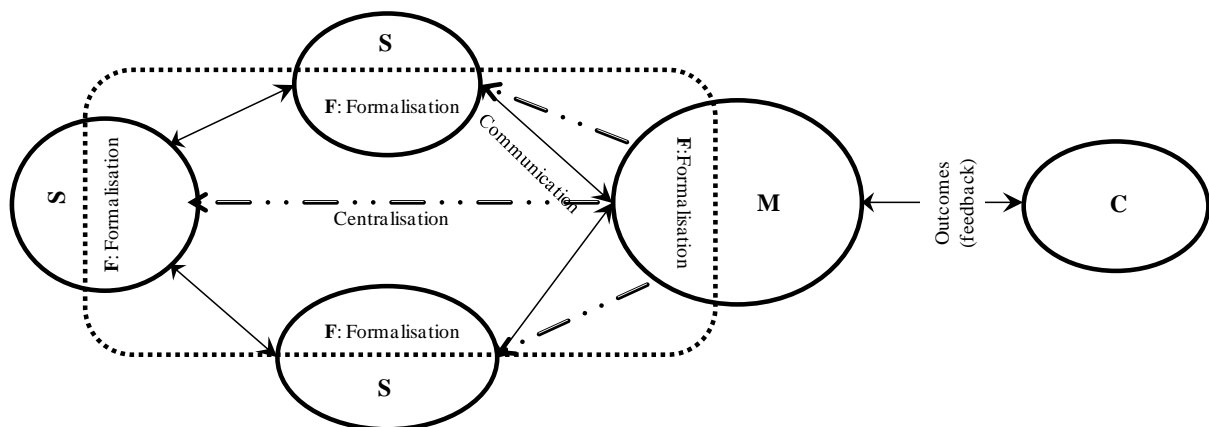 S
F: Formalisation
S
F: Formalisation
Communication
Centralisation
F: Formalisation
S
F:Formalisation
M
Outcomes
(feedback)
C